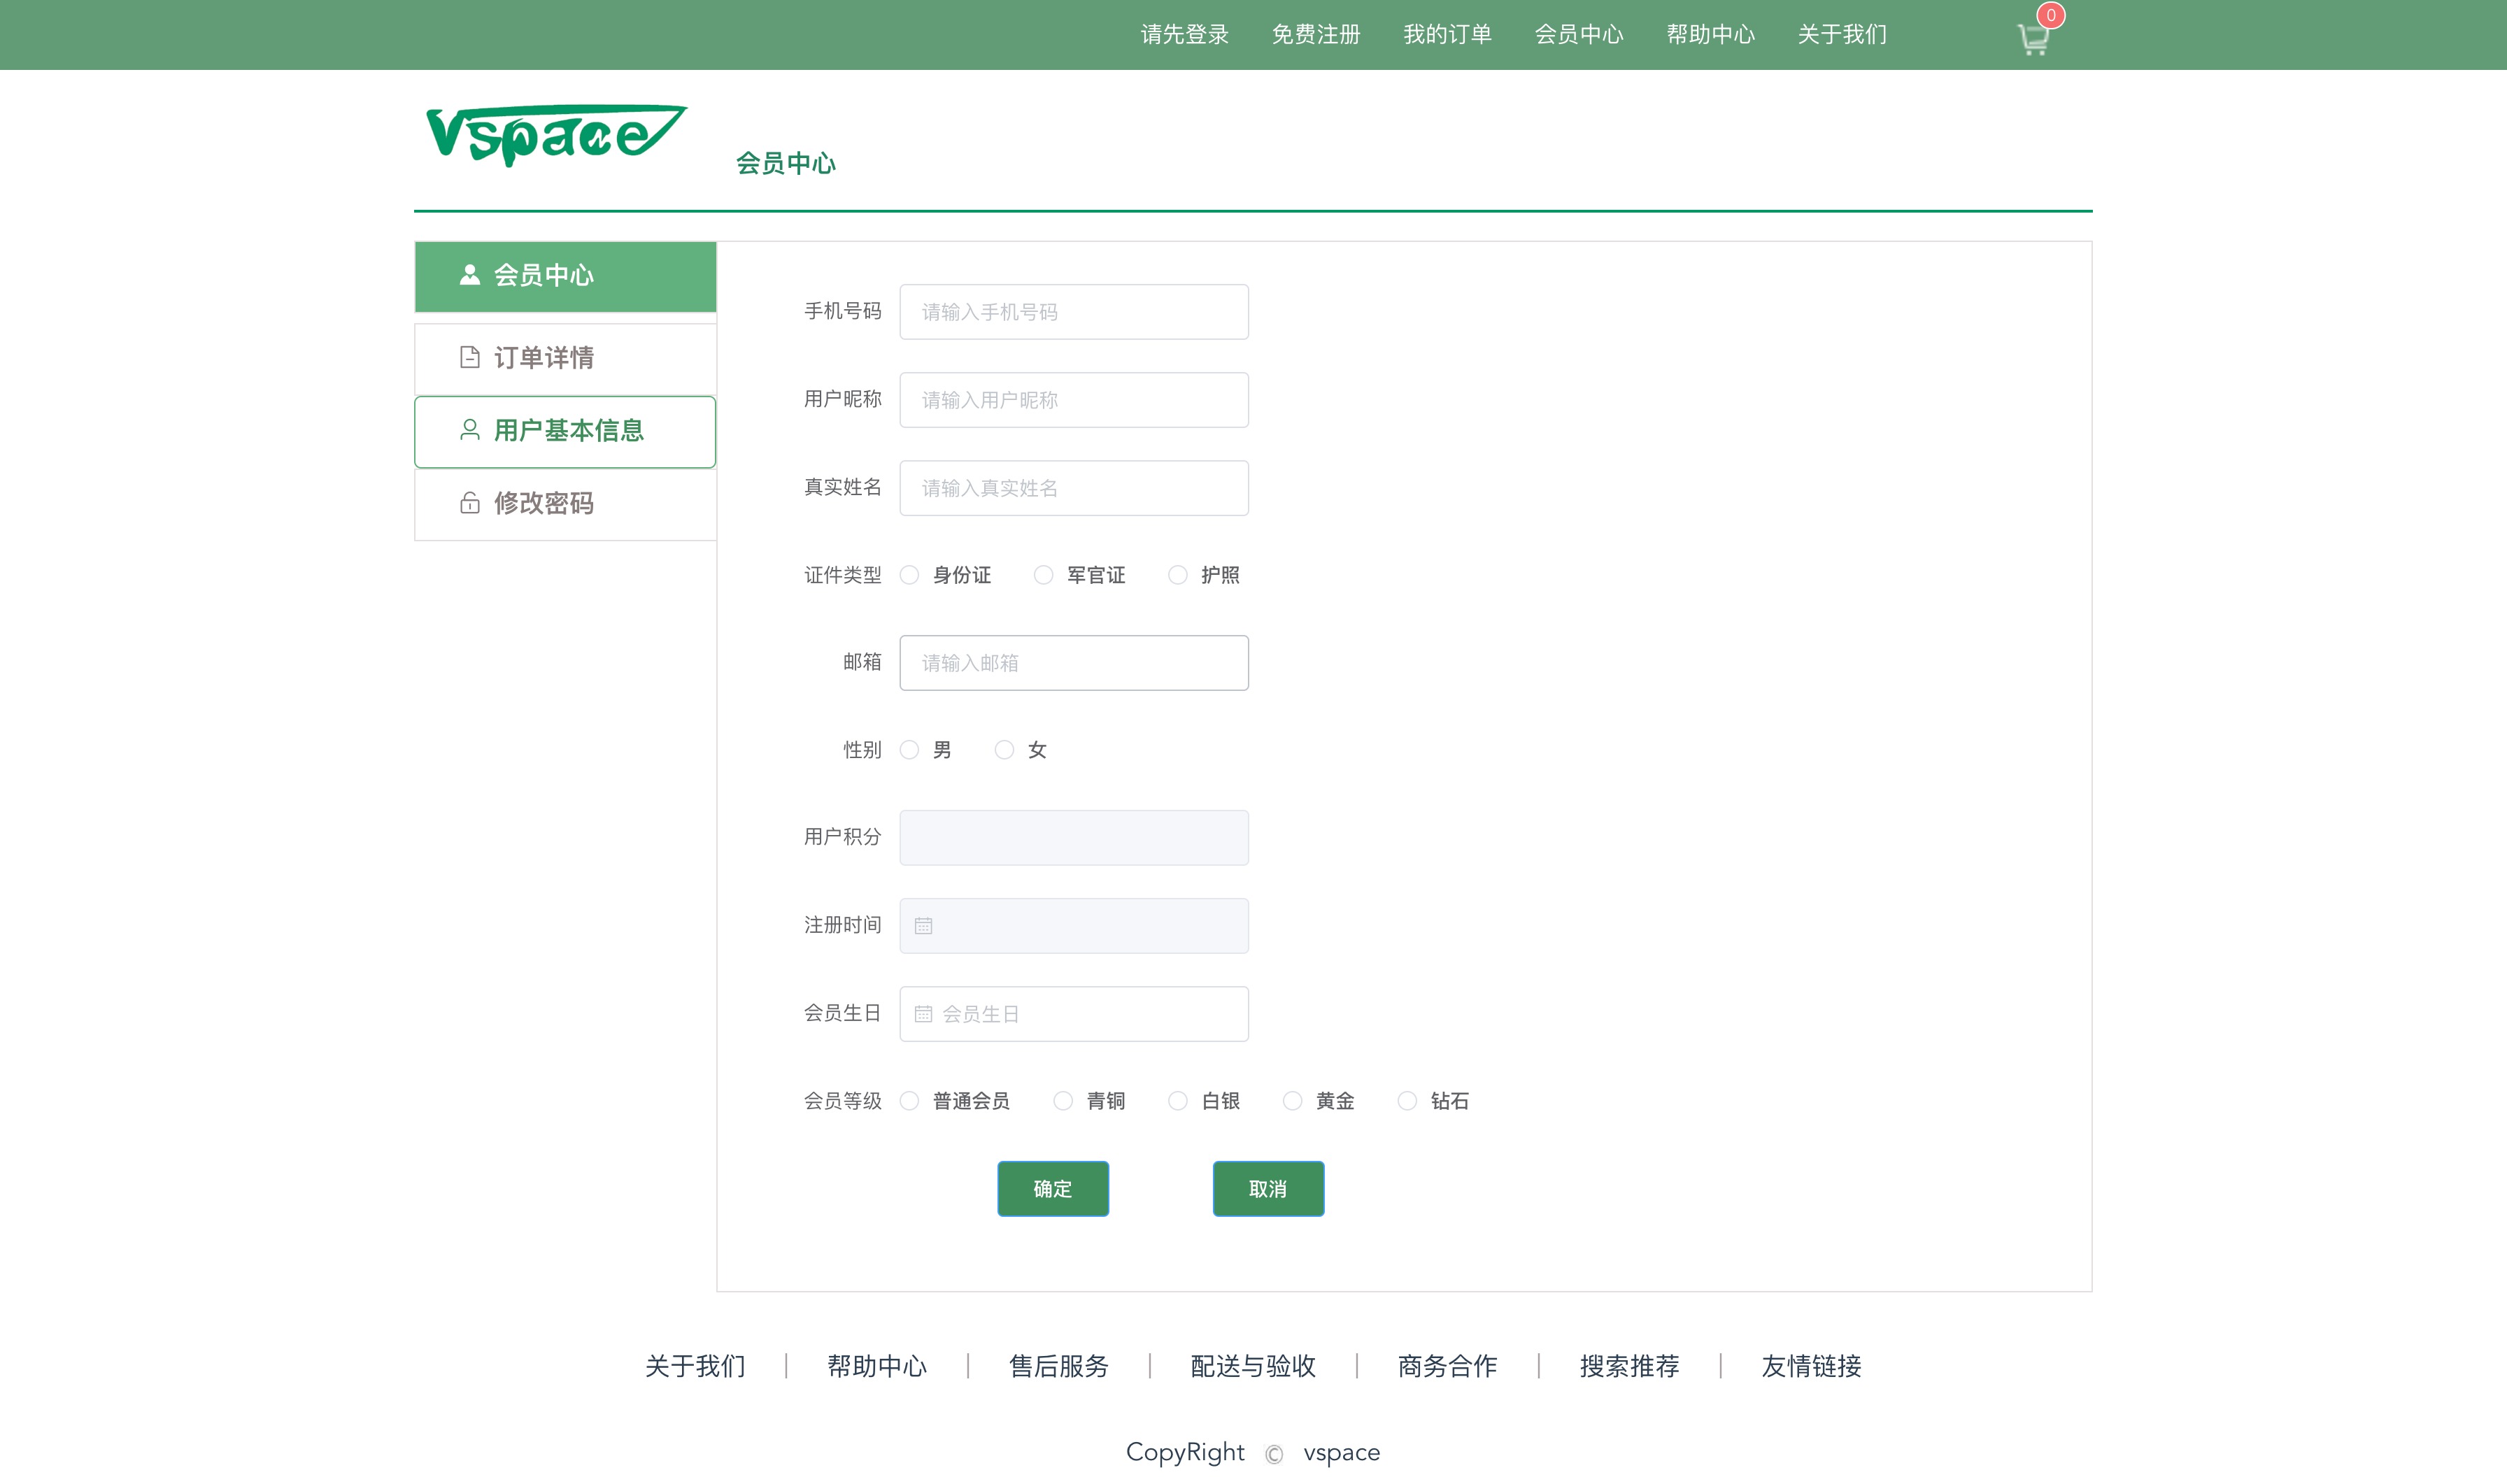 请先登录 免费注册 我的订单 会员中心 帮助中心 关于我们 0
Vspace
会员中心
会员中心
订单详情
用户基本信息
修改密码
手机号码 请输入手机号码
用户昵称 请输入用户昵称
真实姓名 请输入真实姓名
证件类型 身份证 军官证 护照
邮箱 请输入邮箱
性别 男 女
用户积分
注册时间
会员生日 会员生日
会员等级 普通会员 青铜 白银 黄金 钻石
确定 取消
关于我们 | 帮助中心 | 售后服务 | 配送与验收 | 商务合作 | 搜索推荐 | 友情链接
CopyRight © vspace